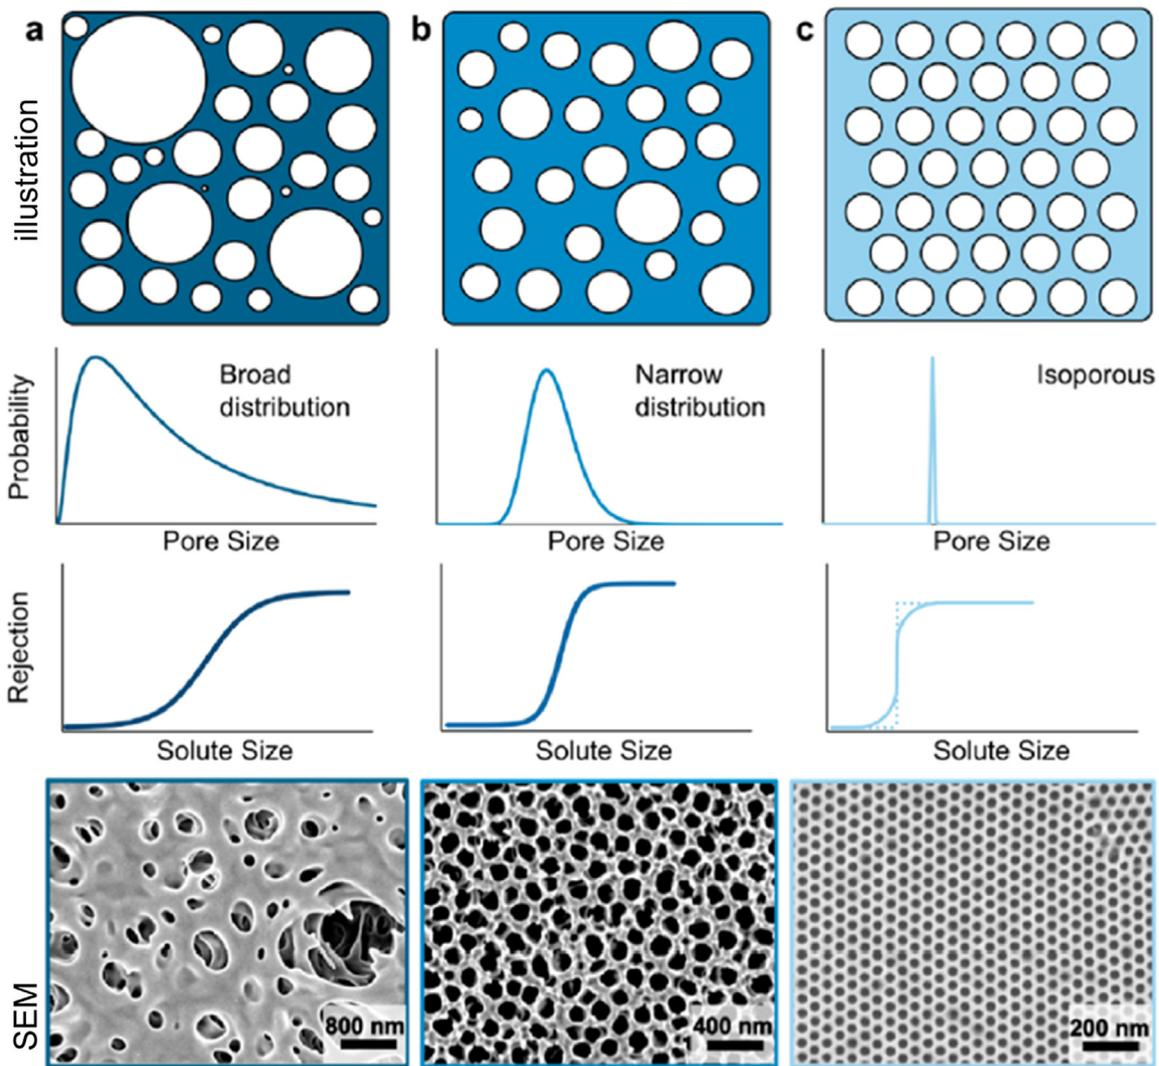 a
b
c
illustration
Probability
Broad
distribution
Narrow
distribution
Isoporous
Pore Size
Pore Size
Pore Size
Rejection
Solute Size
Solute Size
Solute Size
SEM
800 nm
400 nm
200 nm